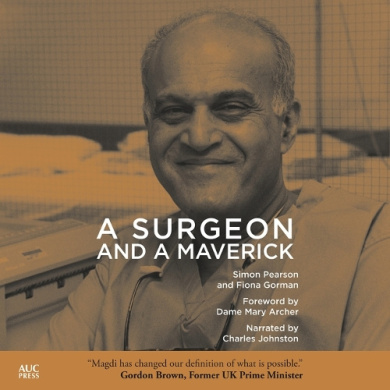 A SURGEON
AND A MAVERICK
Simon Pearson
and Fiona Gorman
Foreword by
Dame Mary Archer
Narrated by
Charles Johnston
AUC
PRESS
“Magdi has changed our definition of what is possible.”
Gordon Brown, Former UK Prime Minister